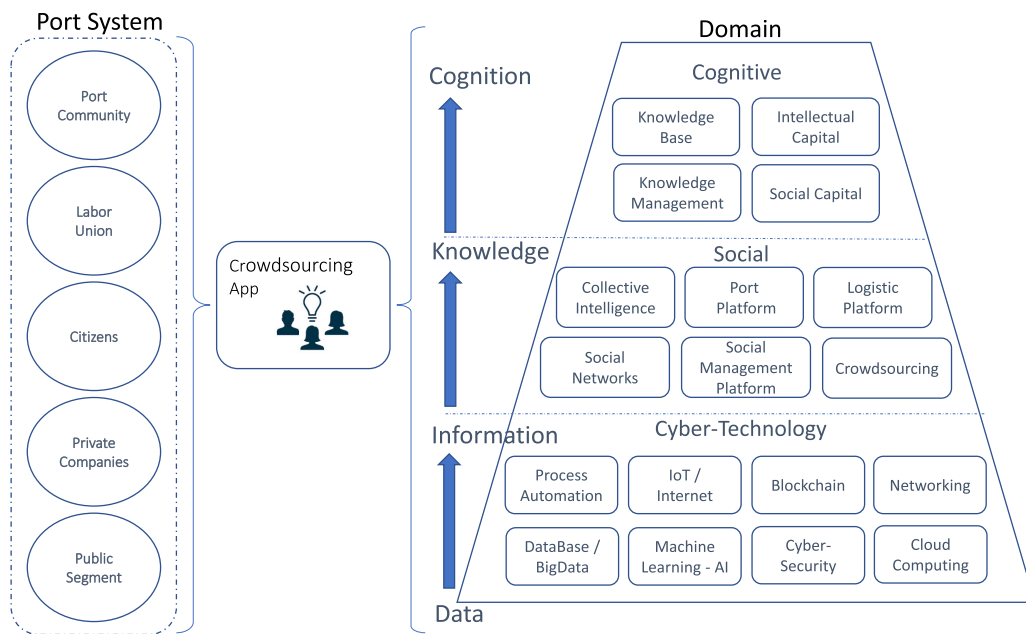 Port System
Port
Community
Labor
Union
Citizens
Private
Companies
Public
Segment
Crowdsourcing
App
Cognition
Knowledge
Information
Data
Domain
Cognitive
Knowledge
Base
Intellectual
Capital
Knowledge
Management
Social Capital
Social
Collective
Intelligence
Port
Platform
Logistic
Platform
Social
Networks
Social
Management
Platform
Crowdsourcing
Cyber-Technology
Process
Automation
IoT /
Internet
Blockchain
Networking
DataBase /
BigData
Machine
Learning - AI
Cyber-
Security
Cloud
Computing